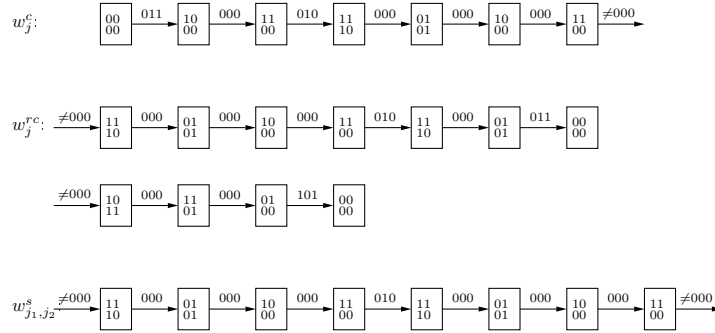 w_j^c: 00 00 011 10 00 000 11 00 010 11 10 000 01 01 000 10 00 000 11 00 ≠000
w_j^{rc}: ≠000 11 10 000 01 01 000 10 00 000 11 00 010 11 10 000 01 01 011 00 00
≠000 10 11 000 11 01 000 01 00 101 00 00
w_{j_1,j_2}^s: ≠000 11 10 000 01 01 000 10 00 000 11 00 010 11 10 000 01 01 000 10 00 000 11 00 ≠000